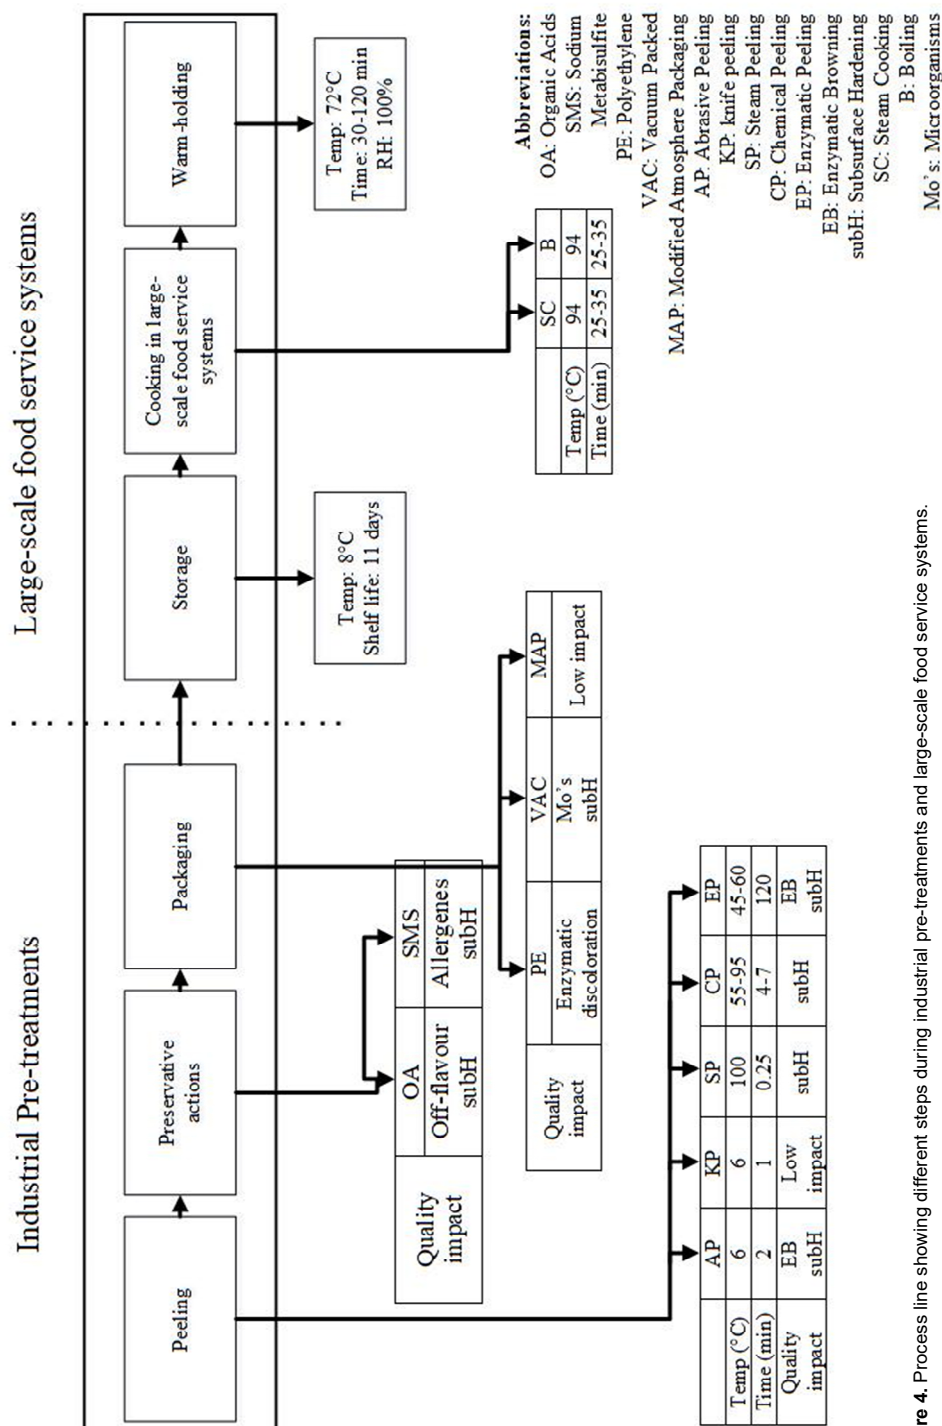 Industrial Pre-treatments
Large-scale food service systems
Peeling
Preservative
actions
Packaging
Storage
Cooking in large-
scale food service
systems
Warm-holding
Temp: 8°C
Shelf life: 11 days
Temp: 72°C
Time: 30-120 min
RH: 100%
OA SMS
Quality
impact
Off-flavour
subH
Allergenes
subH
PE VAC MAP
Quality
impact
Enzymatic
discoloration
Mo's
subH
Low impact
SC B
Temp (°C) 94 94
Time (min) 25-35 25-35
AP KP SP CP EP
Temp (°C) 6 6 100 55-95 45-60
Time (min) 2 1 0.25 4-7 120
Quality
impact
EB
subH
Low
impact
subH
subH
EB
subH
Abbreviations:
OA: Organic Acids
SMS: Sodium
Metabisulfite
PE: Polyethylene
VAC: Vacuum Packed
MAP: Modified Atmosphere Packaging
AP: Abrasive Peeling
KP: knife peeling
SP: Steam Peeling
CP: Chemical Peeling
EP: Enzymatic Peeling
EB: Enzymatic Browning
subH: Subsurface Hardening
SC: Steam Cooking
B: Boiling
Mo's: Microorganisms
re 4. Process line showing different steps during industrial pre-treatments and large-scale food service systems.